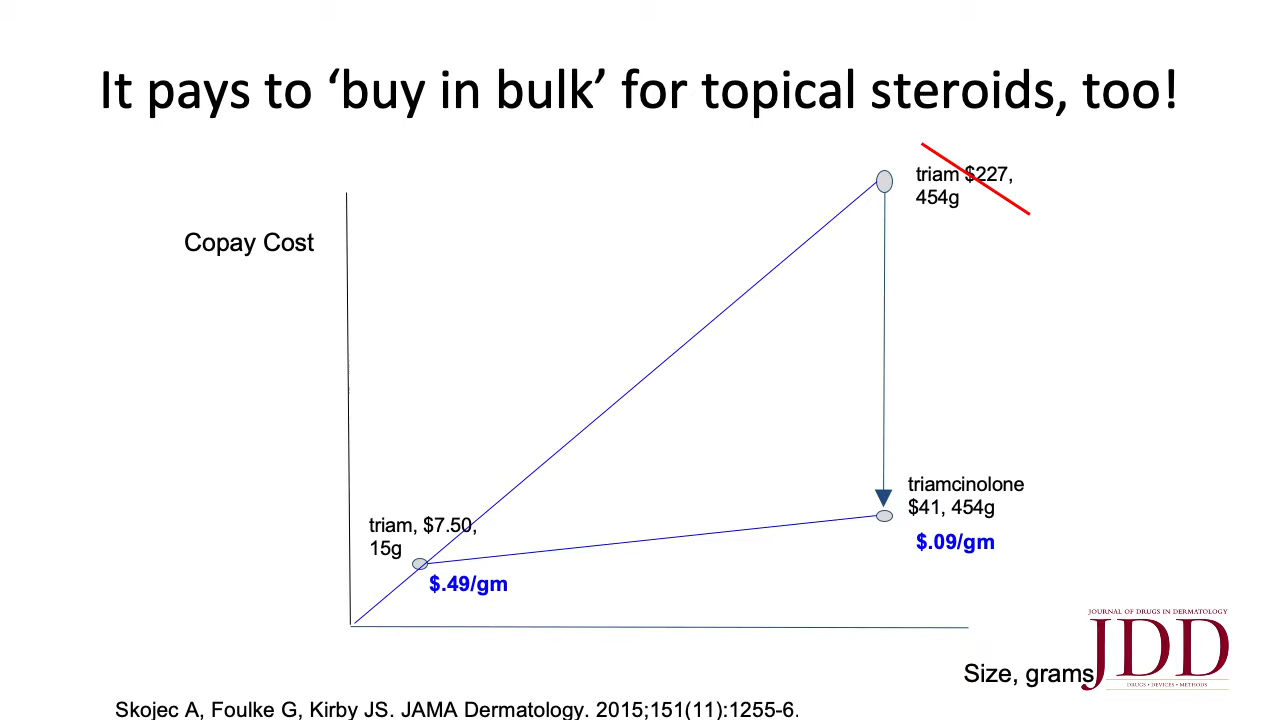 It pays to ‘buy in bulk’ for topical steroids, too!
triam $227,
454g
Copay Cost
triamcinolone
$41, 454g
$.09/gm
triam, $7.50,
15g
$.49/gm
JOURNAL OF DRUGS IN DERMATOLOGY
JDD
DRUGS • DEVICES • METHODS
Size, grams
Skojec A, Foulke G, Kirby JS. JAMA Dermatology. 2015;151(11):1255-6.